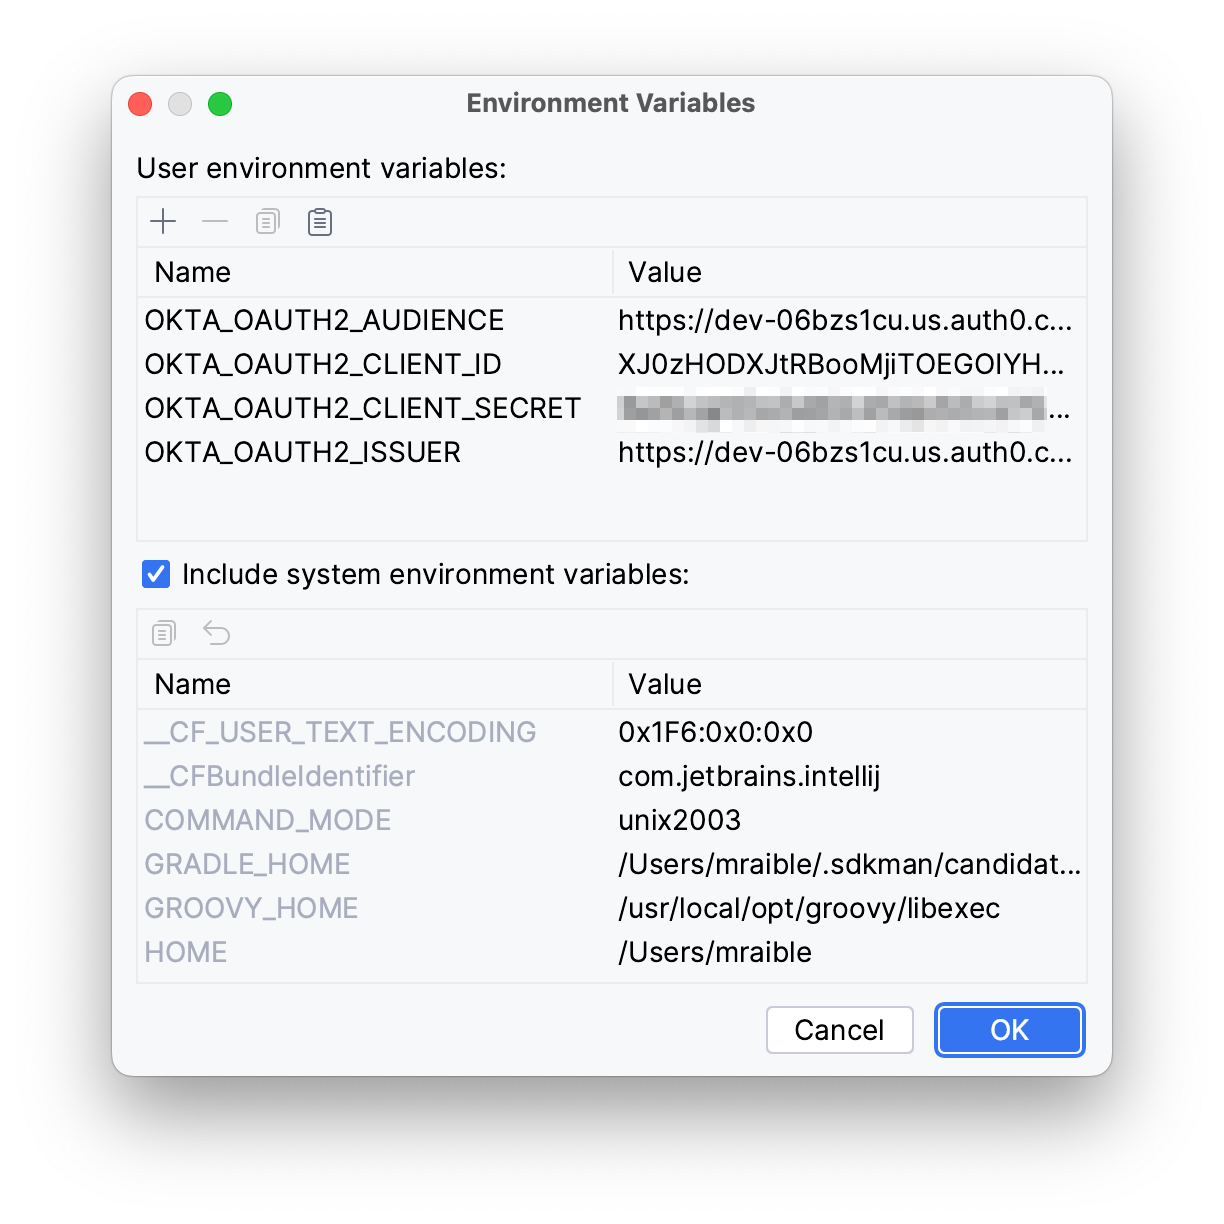 Environment Variables
User environment variables:
Name Value
OKTA_OAUTH2_AUDIENCE https://dev-06bzs1cu.us.auth0.c...
OKTA_OAUTH2_CLIENT_ID XJ0zHODXJtRBooMjiTOEGOIYH...
OKTA_OAUTH2_CLIENT_SECRET ...
OKTA_OAUTH2_ISSUER https://dev-06bzs1cu.us.auth0.c...
Include system environment variables:
Name Value
__CF_USER_TEXT_ENCODING 0x1F6:0x0:0x0
__CFBundleIdentifier com.jetbrains.intellij
COMMAND_MODE unix2003
GRADLE_HOME /Users/mraible/.sdkman/candidat...
GROOVY_HOME /usr/local/opt/groovy/libexec
HOME /Users/mraible
Cancel OK